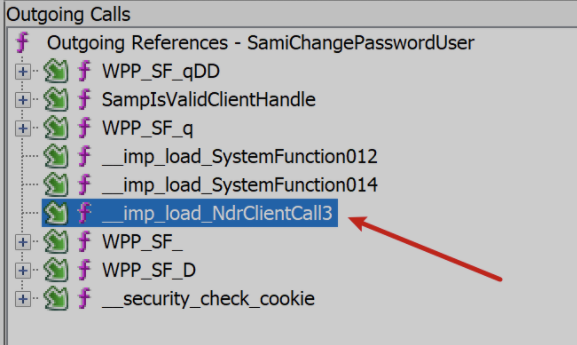 Outgoing Calls
Outgoing References - SamiChangePasswordUser
WPP_SF_qDD
SampIsValidClientHandle
WPP_SF_q
__imp_load_SystemFunction012
__imp_load_SystemFunction014
__imp_load_NdrClientCall3
WPP_SF_
WPP_SF_D
__security_check_cookie